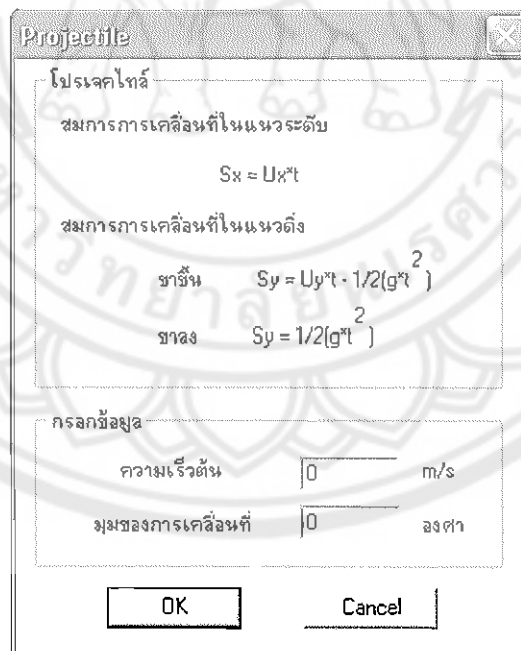 Projectile
โปรเจคไทล์
สมการการเคลื่อนที่ในแนวระดับ
Sx = Ux*t
สมการการเคลื่อนที่ในแนวดิ่ง
ขาขึ้น Sy = Uy*t - 1/2(g*t 2 )
ขาลง Sy = 1/2(g*t 2 )
กรอกข้อมูล
ความเร็วต้น 0 m/s
มุมของการเคลื่อนที่ 0 องศา
OK Cancel